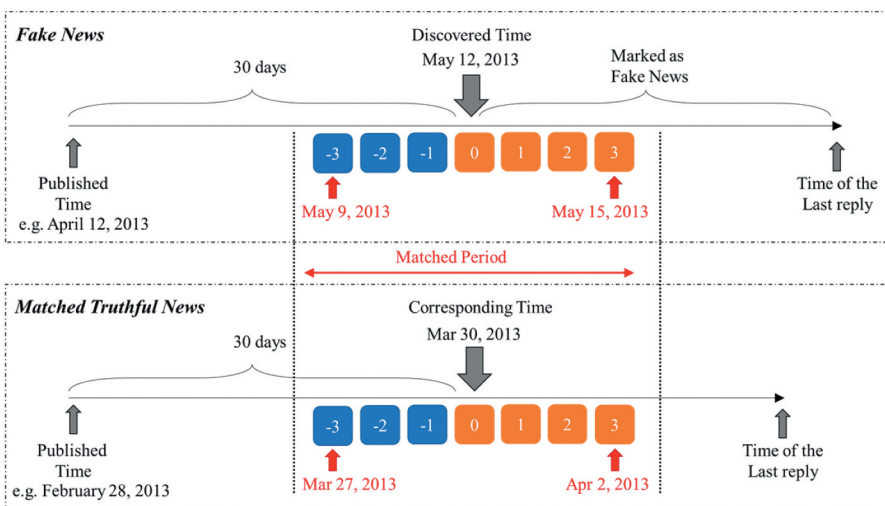 Fake News
Discovered Time
May 12, 2013
30 days
Marked as
Fake News
-3 -2 -1 0 1 2 3
Published
Time
e.g. April 12, 2013
May 9, 2013
May 15, 2013
Time of the
Last reply
Matched Period
Matched Truthful News
Corresponding Time
Mar 30, 2013
30 days
-3 -2 -1 0 1 2 3
Published
Time
e.g. February 28, 2013
Mar 27, 2013
Apr 2, 2013
Time of the
Last reply